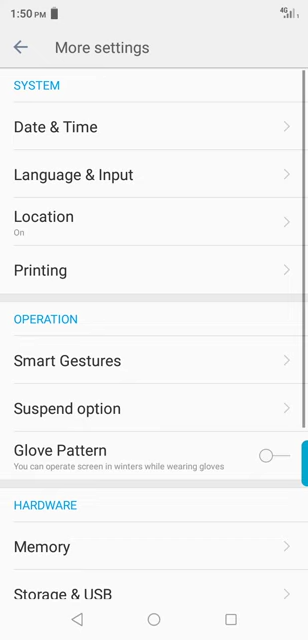 1:50 PM
4G
More settings
SYSTEM
Date & Time
Language & Input
Location
On
Printing
OPERATION
Smart Gestures
Suspend option
Glove Pattern
You can operate screen in winters while wearing gloves
HARDWARE
Memory
Storage & USB